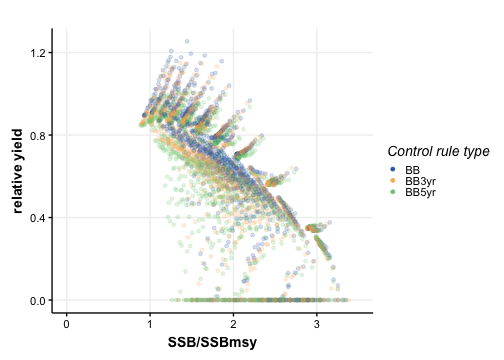 1.2
0.8
0.4
0.0
relative yield
0
1
2
3
SSB/SSBmsy
Control rule type
BB
BB3yr
BB5yr